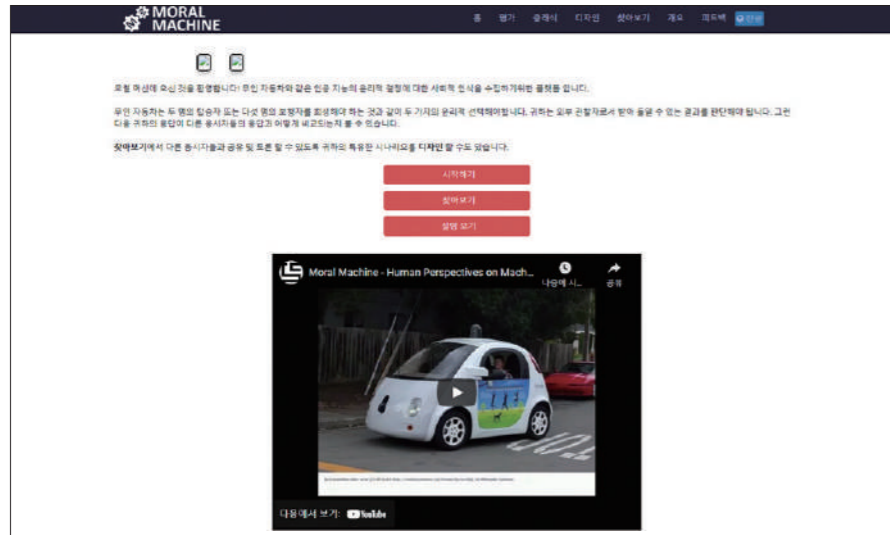 MORAL
MACHINE
홈 평가 클래식 디자인 찾아보기 개요 피드백
모럴 머신에 오신 것을 환영합니다! 무인 자동차와 같은 인공 지능의 윤리적 결정에 대한 사회적 인식을 수집하기위한 플랫폼 입니다.
무인 자동차는 두 명의 탑승자 또는 다섯 명의 보행자를 희생해야 하는 것과 같이 두 가지의 윤리적 선택해야합니다. 귀하는 외부 관찰자로서 받아 들일 수 있는 결과를 판단해야 됩니다. 그런
다음 귀하의 응답이 다른 응시자들의 응답과 어떻게 비교되는지 볼 수 있습니다.
찾아보기에서 다른 응시자들과 공유 및 토론 할 수 있도록 귀하의 특유한 시나리오를 디자인 할 수도 있습니다.
시작하기
찾아보기
설명 보기
Moral Machine - Human Perspectives on Mach...
다음에 시...
공유
다음에서 보기: YouTube